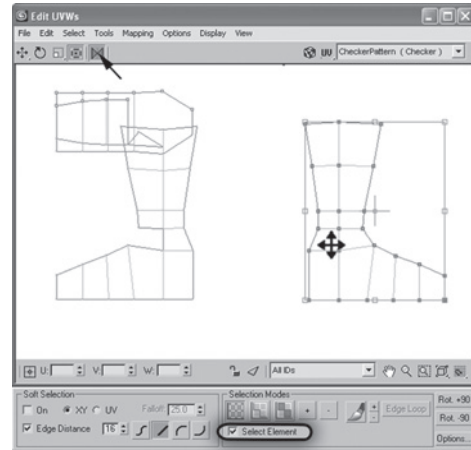 Edit UVWs
File Edit Select Tools Mapping Options Display View
UV CheckerPattern ( Checker )
U: V: W: All IDs
Soft Selection
On XY UV Falloff: 25.0
Edge Distance 16
Selection Modes
+ - Edge Loop
Select Element
Rot. +90
Rot. -90
Options...